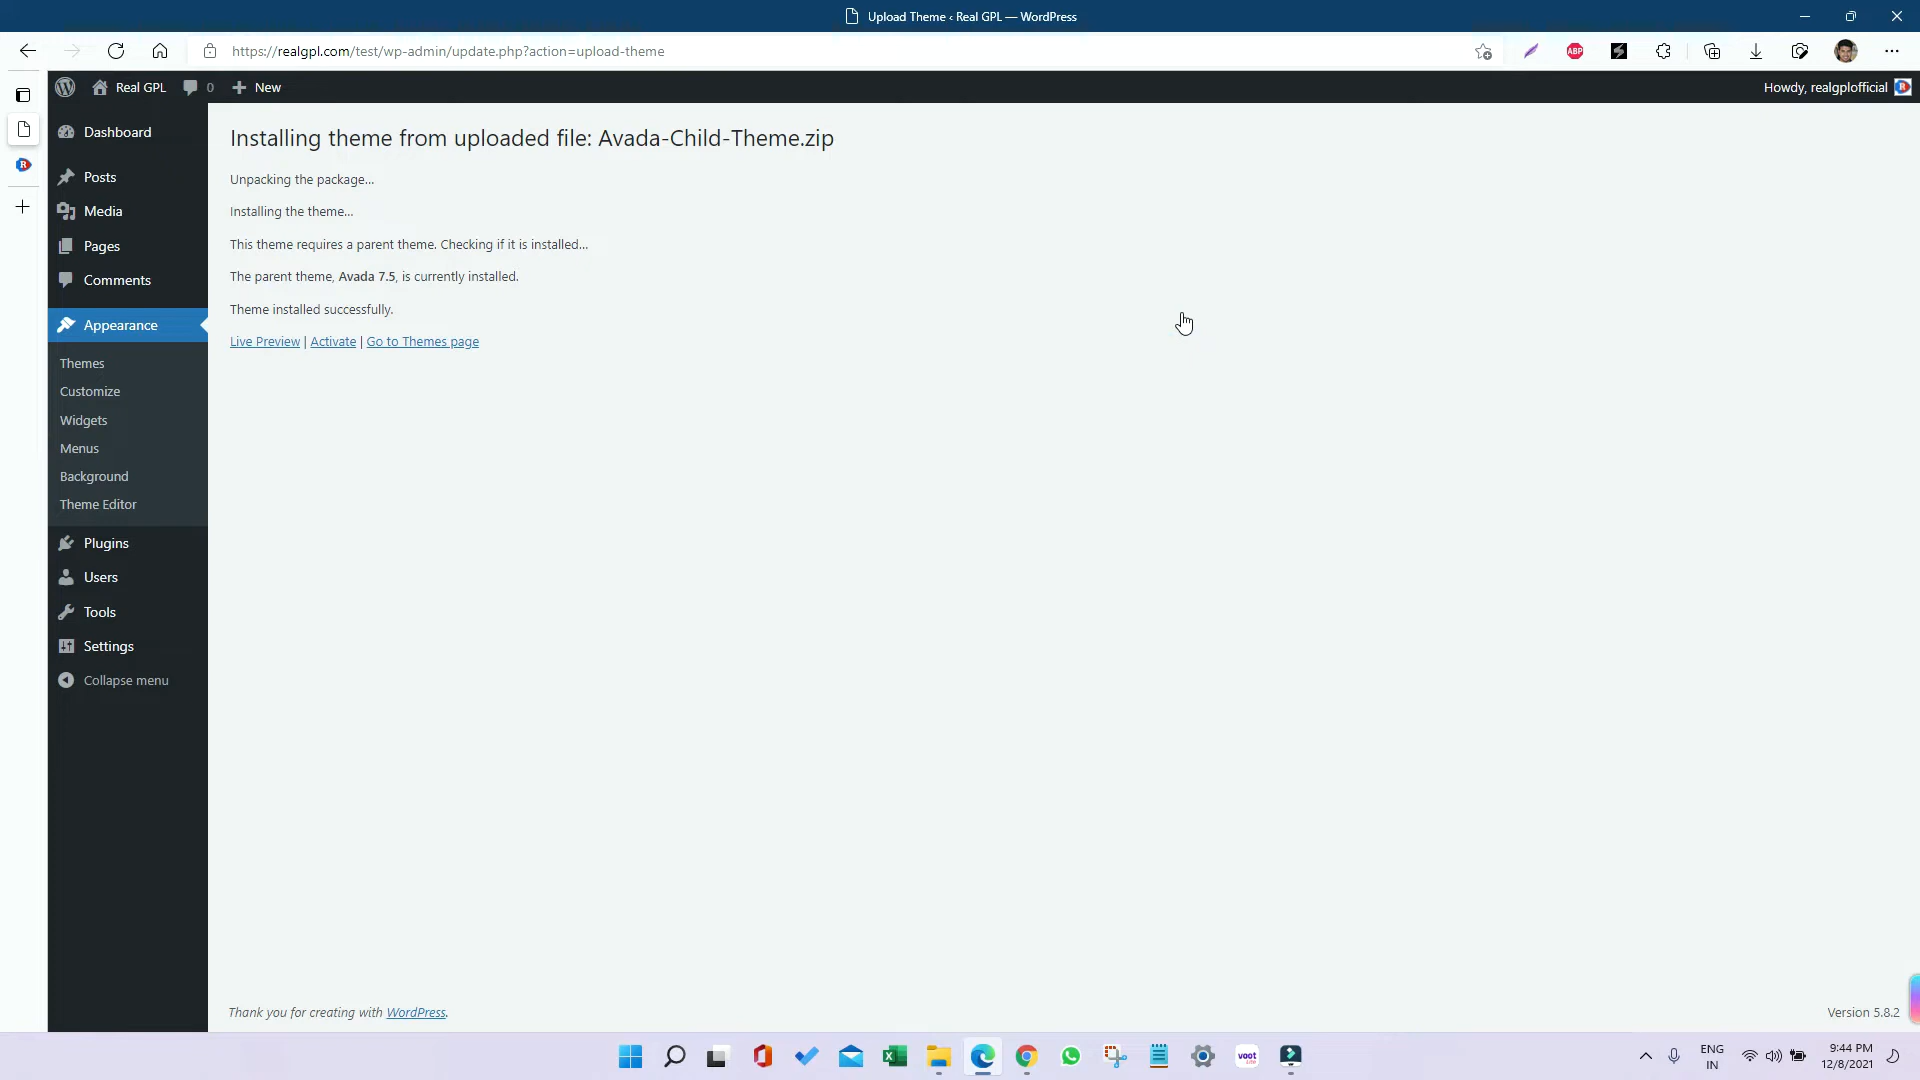 Upload Theme ‹ Real GPL — WordPress
https://realgpl.com/test/wp-admin/update.php?action=upload-theme
ABP
Real GPL 0 New
Howdy, realgplofficial
R
Dashboard
Posts
Media
Pages
Comments
Appearance
Themes
Customize
Widgets
Menus
Background
Theme Editor
Plugins
Users
Tools
Settings
Collapse menu
Installing theme from uploaded file: Avada-Child-Theme.zip
Unpacking the package…
Installing the theme…
This theme requires a parent theme. Checking if it is installed…
The parent theme, Avada 7.5, is currently installed.
Theme installed successfully.
Live Preview | Activate | Go to Themes page
Thank you for creating with WordPress.
Version 5.8.2
voot
ENG
IN
9:44 PM
12/8/2021